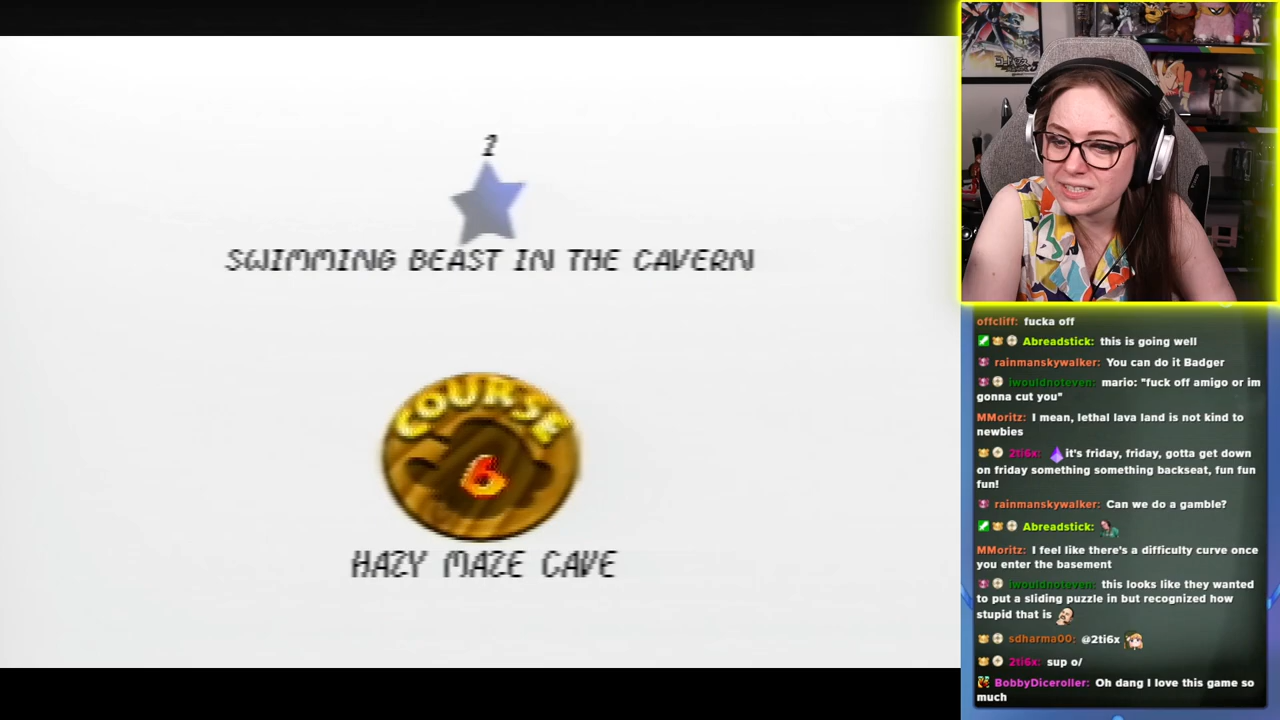 2
SWIMMING BEAST IN THE CAVERN
COURSE
6
HAZY MAZE CAVE
offcliff: fucka off
Abreadstick: this is going well
rainmanskywalker: You can do it Badger
iwouldnoteven: mario: "fuck off amigo or im
gonna cut you"
MMoritz: I mean, lethal lava land is not kind to
newbies
2ti6x: it's friday, friday, gotta get down
on friday something something backseat, fun fun
fun!
rainmanskywalker: Can we do a gamble?
Abreadstick:
MMoritz: I feel like there's a difficulty curve once
you enter the basement
iwouldnoteven: this looks like they wanted
to put a sliding puzzle in but recognized how
stupid that is
sdharma00: @2ti6x
2ti6x: sup o/
BobbyDiceroller: Oh dang I love this game so
much